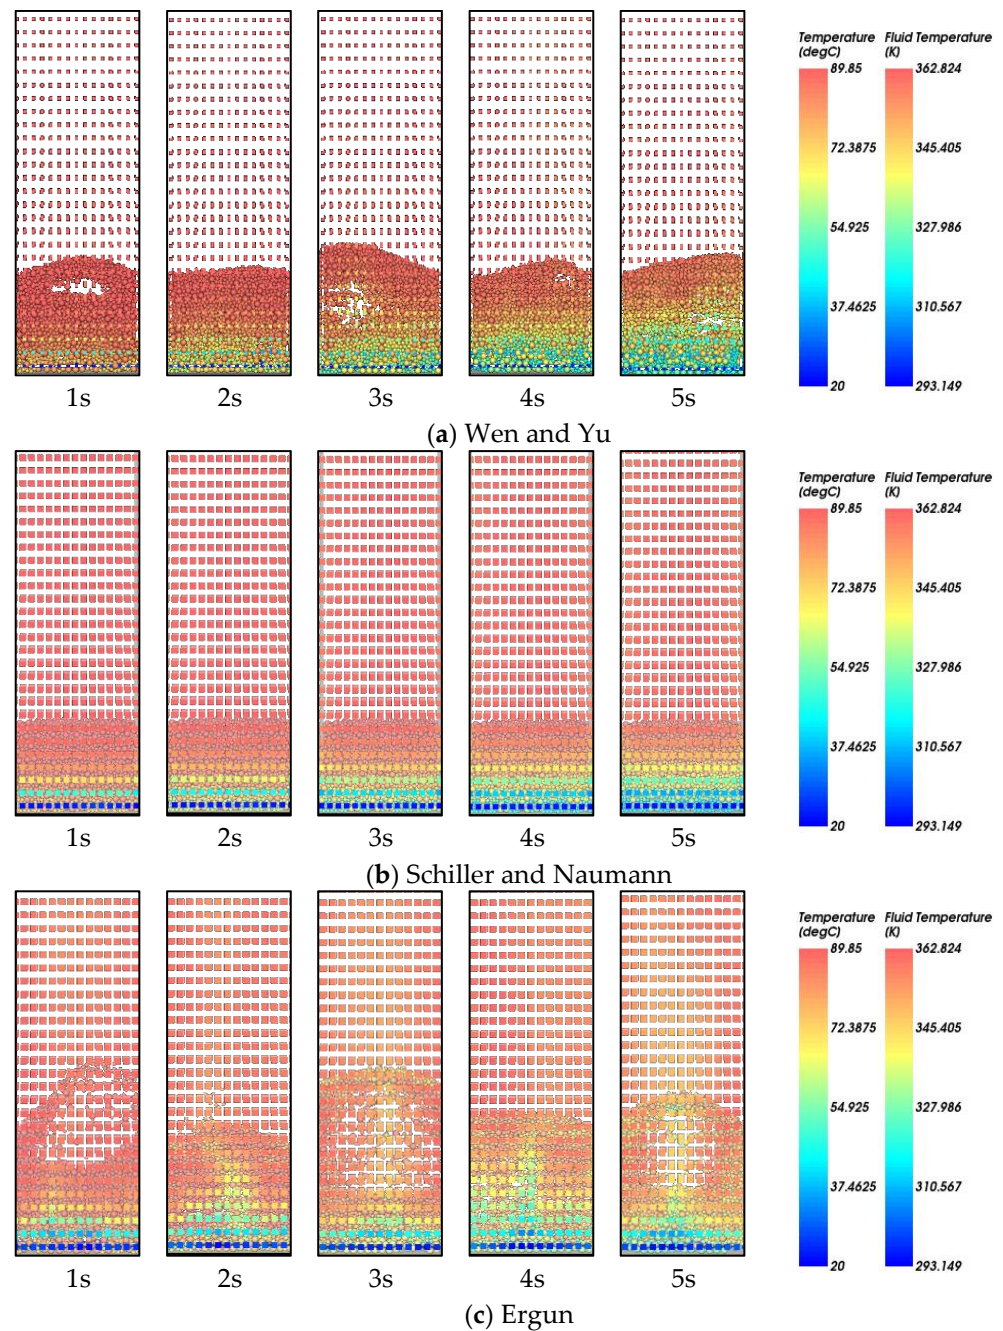 Temperature Fluid Temperature
(degC) (K)
89.85 362.824
72.3875 345.405
54.925 327.986
37.4625 310.567
20 293.149
1s 2s 3s 4s 5s
(a) Wen and Yu
Temperature Fluid Temperature
(degC) (K)
89.85 362.824
72.3875 345.405
54.925 327.986
37.4625 310.567
20 293.149
1s 2s 3s 4s 5s
(b) Schiller and Naumann
Temperature Fluid Temperature
(degC) (K)
89.85 362.824
72.3875 345.405
54.925 327.986
37.4625 310.567
20 293.149
1s 2s 3s 4s 5s
(c) Ergun